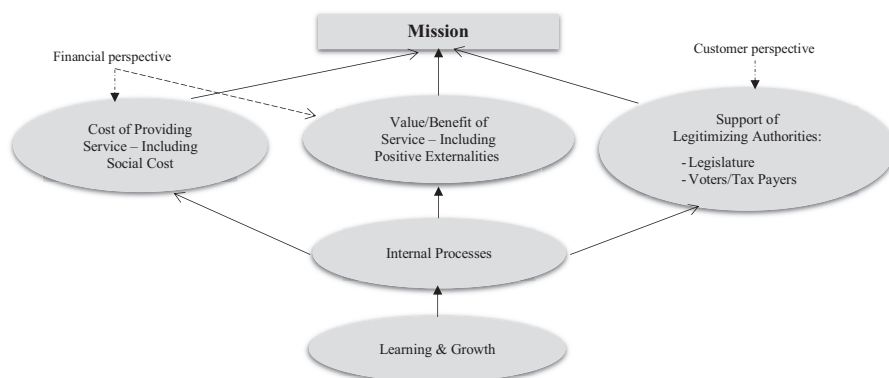 Mission
Financial perspective
Customer perspective
Cost of Providing
Service – Including
Social Cost
Value/Benefit of
Service – Including
Positive Externalities
Support of
Legitimizing Authorities:
- Legislature
- Voters/Tax Payers
Internal Processes
Learning & Growth